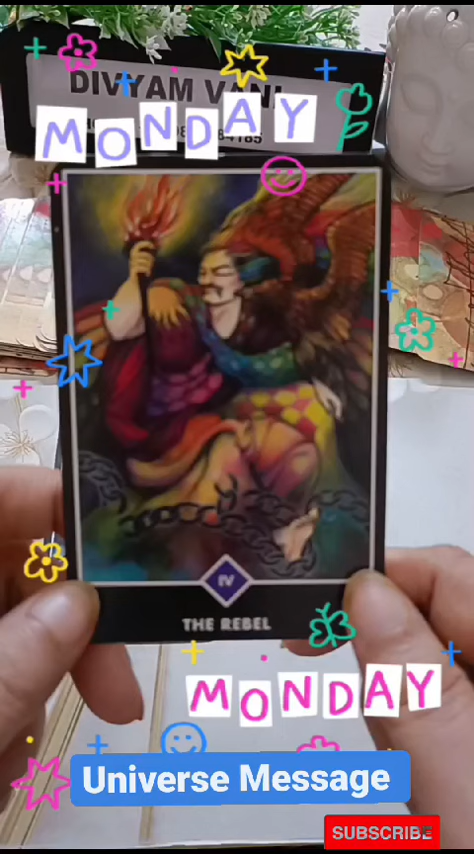 DIVYAM VANI
MONDAY
IV
THE REBEL
MONDAY
Universe Message
SUBSCRIBE